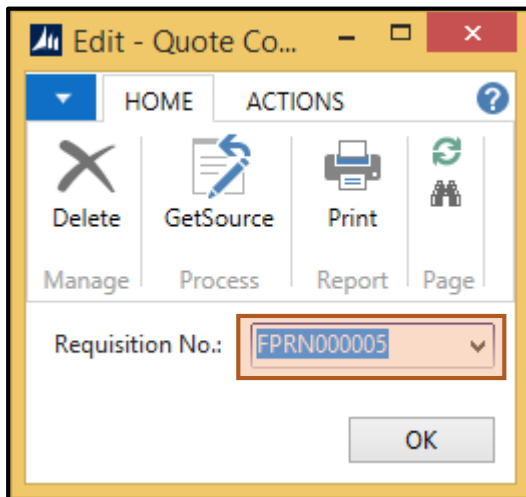 Edit - Quote Co...
HOME ACTIONS
Delete GetSource Print
Manage Process Report Page
Requisition No.: FPRN000005
OK